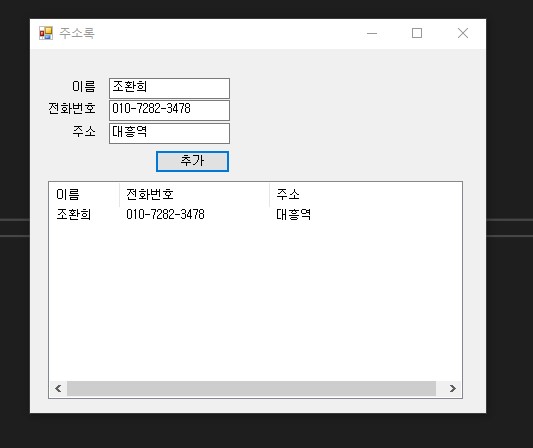 주소록
이름 조환희
전화번호 010-7282-3478
주소 대흥역
추가
이름 전화번호 주소
조환희 010-7282-3478 대흥역